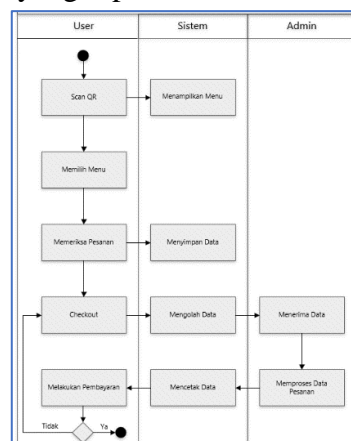 User Sistem Admin
Scan QR Menampilkan Menu
Memilih Menu
Memeriksa Pesanan Menyimpan Data
Checkout Mengolah Data Menerima Data
Melakukan Pembayaran Mencetak Data Memproses Data
Pesanan
Tidak Ya